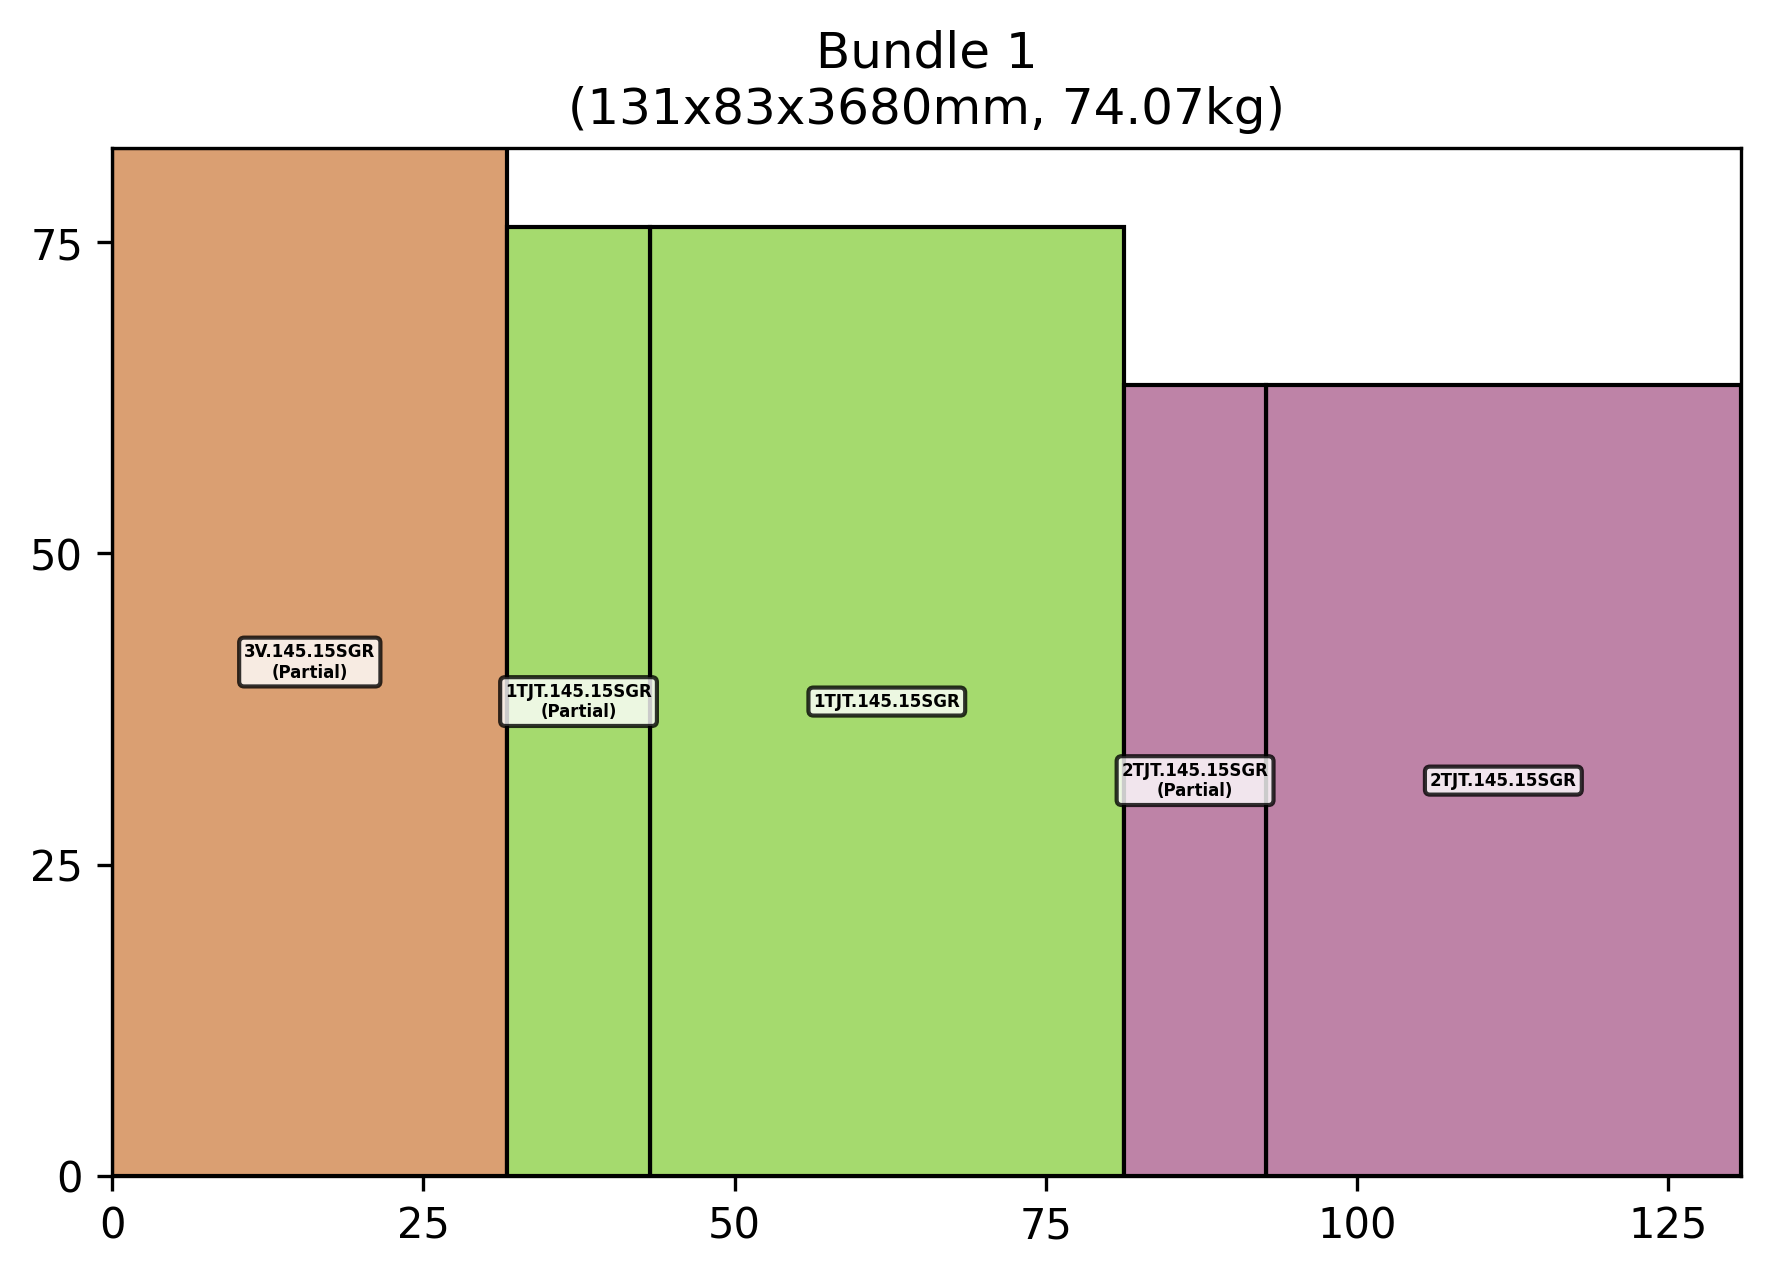 Bundle 1
(131x83x3680mm, 74.07kg)
75
50
25
0
3V.145.15SGR
(Partial)
1TJT.145.15SGR
(Partial)
1TJT.145.15SGR
2TJT.145.15SGR
(Partial)
2TJT.145.15SGR
0 25 50 75 100 125